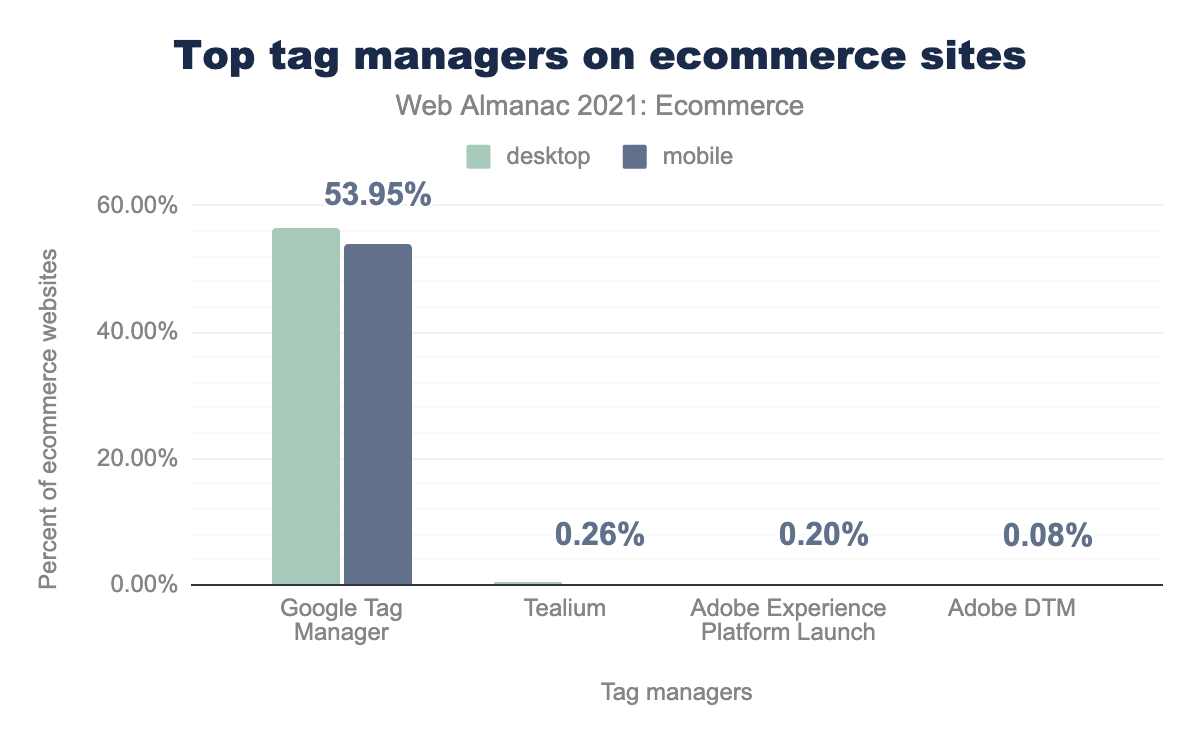 Top tag managers on ecommerce sites
Web Almanac 2021: Ecommerce
desktop
mobile
Percent of ecommerce websites
60.00%
40.00%
20.00%
0.00%
53.95%
0.26%
0.20%
0.08%
Google Tag
Manager
Tealium
Adobe Experience
Platform Launch
Adobe DTM
Tag managers